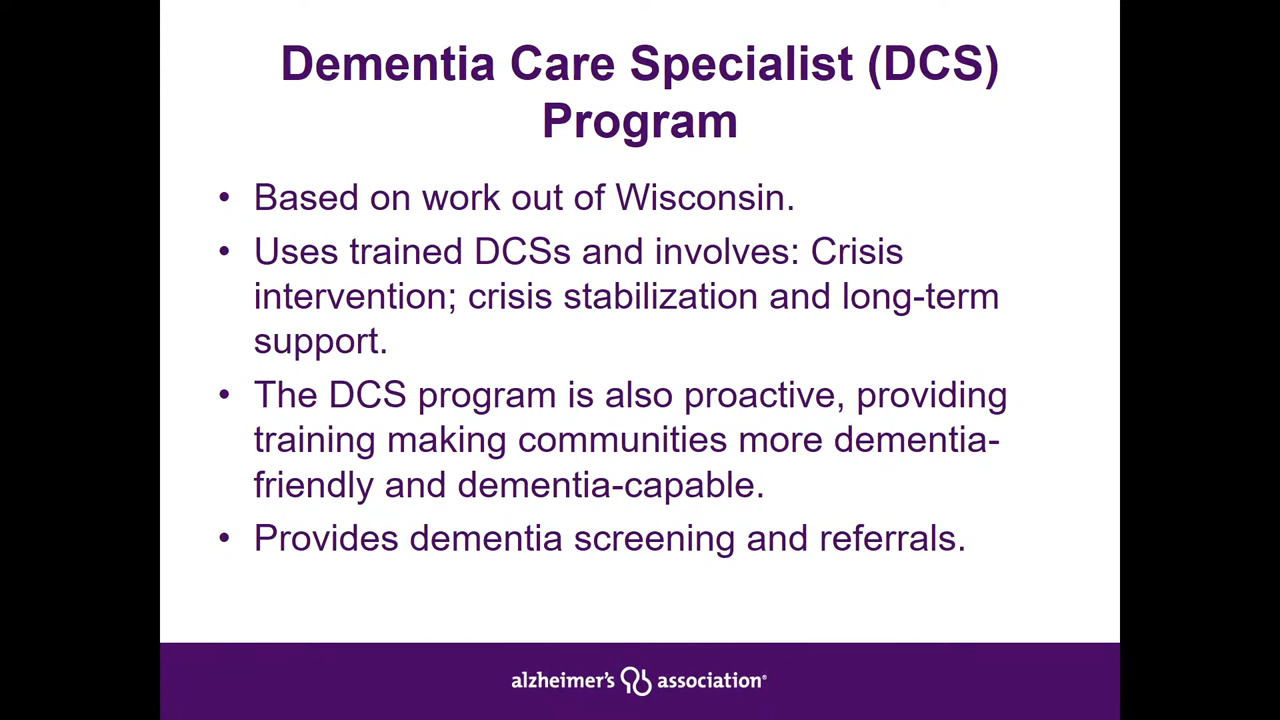 Dementia Care Specialist (DCS)
Program
• Based on work out of Wisconsin.
• Uses trained DCSs and involves: Crisis
intervention; crisis stabilization and long-term
support.
• The DCS program is also proactive, providing
training making communities more dementia-
friendly and dementia-capable.
• Provides dementia screening and referrals.
alzheimer's association®